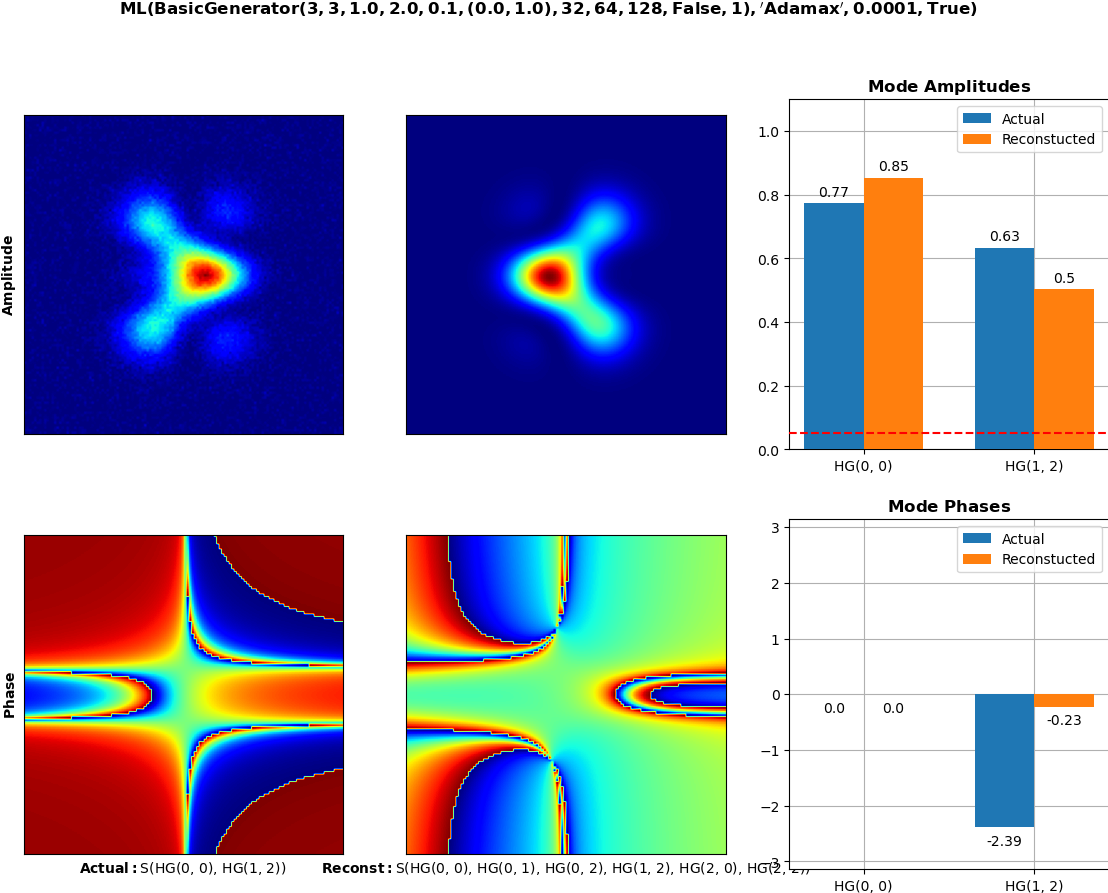 ML(BasicGenerator(3, 3, 1.0, 2.0, 0.1, (0.0, 1.0), 32, 64, 128, False, 1), ′Adamax′, 0.0001, True)
Amplitude
Mode Amplitudes
Actual
Reconstucted
1.0
0.8
0.6
0.4
0.2
0.0
0.77
0.85
0.63
0.5
HG(0, 0)
HG(1, 2)
Phase
Mode Phases
Actual
Reconstucted
3
2
1
0
−1
−2
−3
0.0
0.0
-0.23
-2.39
HG(0, 0)
HG(1, 2)
Actual: S(HG(0, 0), HG(1, 2))
Reconst: S(HG(0, 0), HG(0, 1), HG(0, 2), HG(1, 2), HG(2, 0), HG(2, 2))